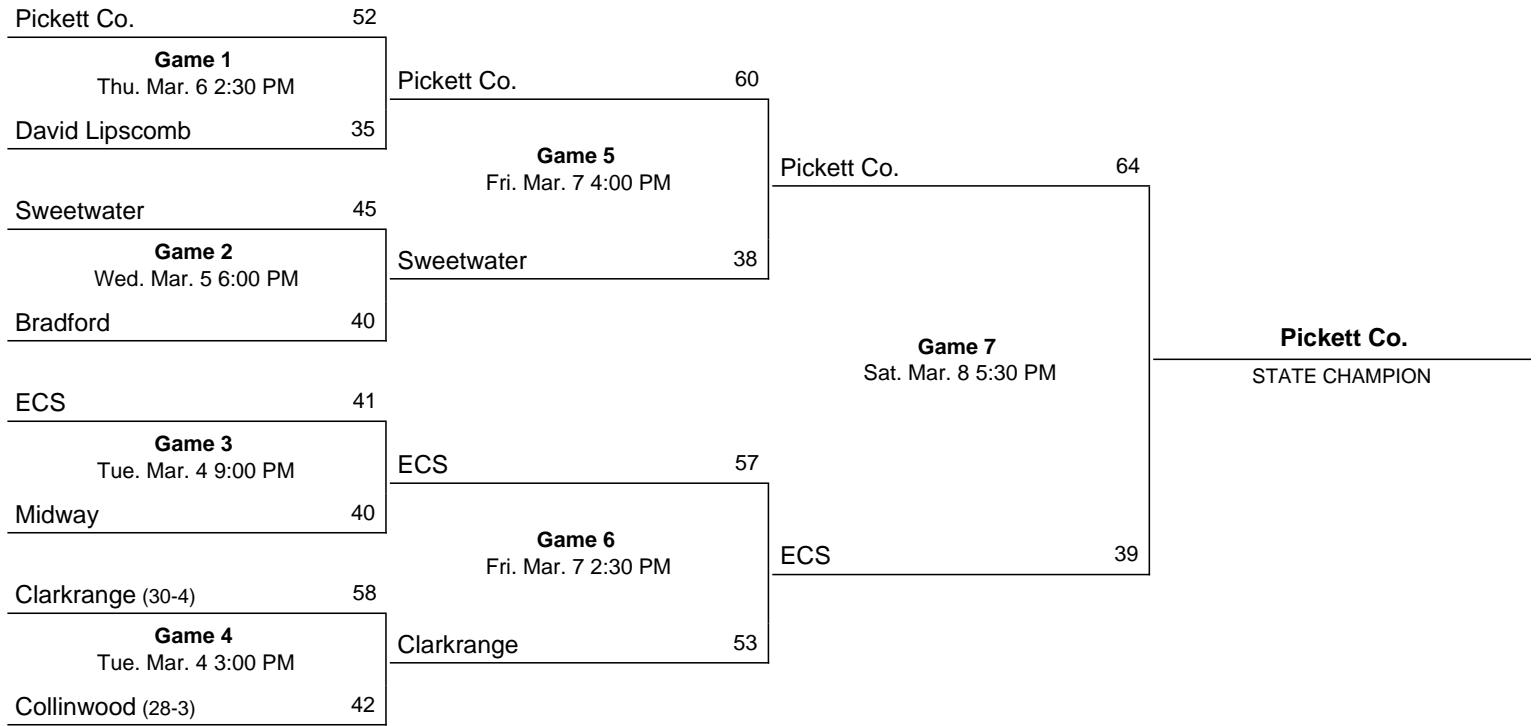 Pickett Co. 52
Game 1
Thu. Mar. 6 2:30 PM
David Lipscomb 35
Sweetwater 45
Game 2
Wed. Mar. 5 6:00 PM
Bradford 40
ECS 41
Game 3
Tue. Mar. 4 9:00 PM
Midway 40
Clarkrange (30-4) 58
Game 4
Tue. Mar. 4 3:00 PM
Collinwood (28-3) 42
Pickett Co. 60
Game 5
Fri. Mar. 7 4:00 PM
Sweetwater 38
ECS 57
Game 6
Fri. Mar. 7 2:30 PM
Clarkrange 53
Pickett Co. 64
Game 7
Sat. Mar. 8 5:30 PM
ECS 39
Pickett Co.
STATE CHAMPION